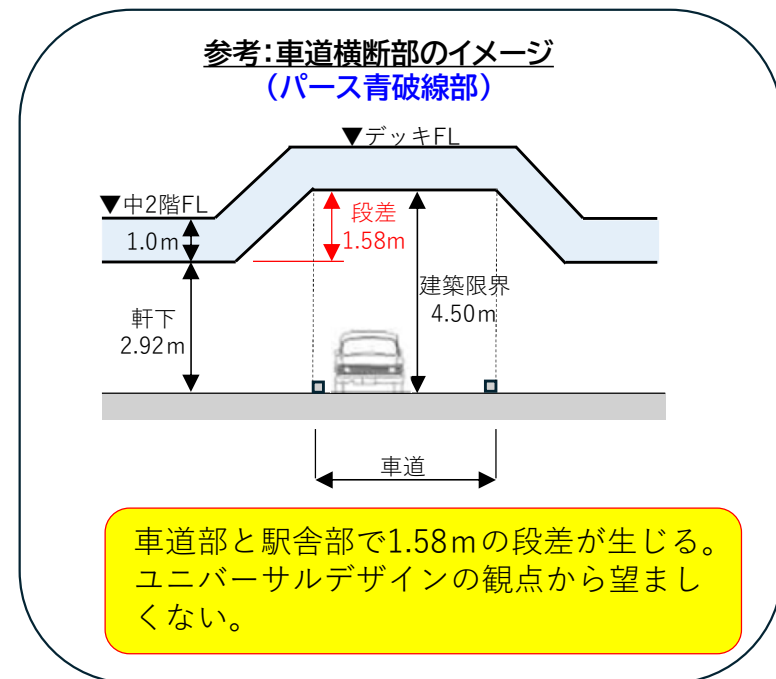 参考:車道横断部のイメージ
(パース青破線部)
▼デッキFL
▼中2階FL
1.0m
段差
1.58m
建築限界
4.50m
軒下
2.92m
車道
車道部と駅舎部で1.58mの段差が生じる。
ユニバーサルデザインの観点から望まし
くない。